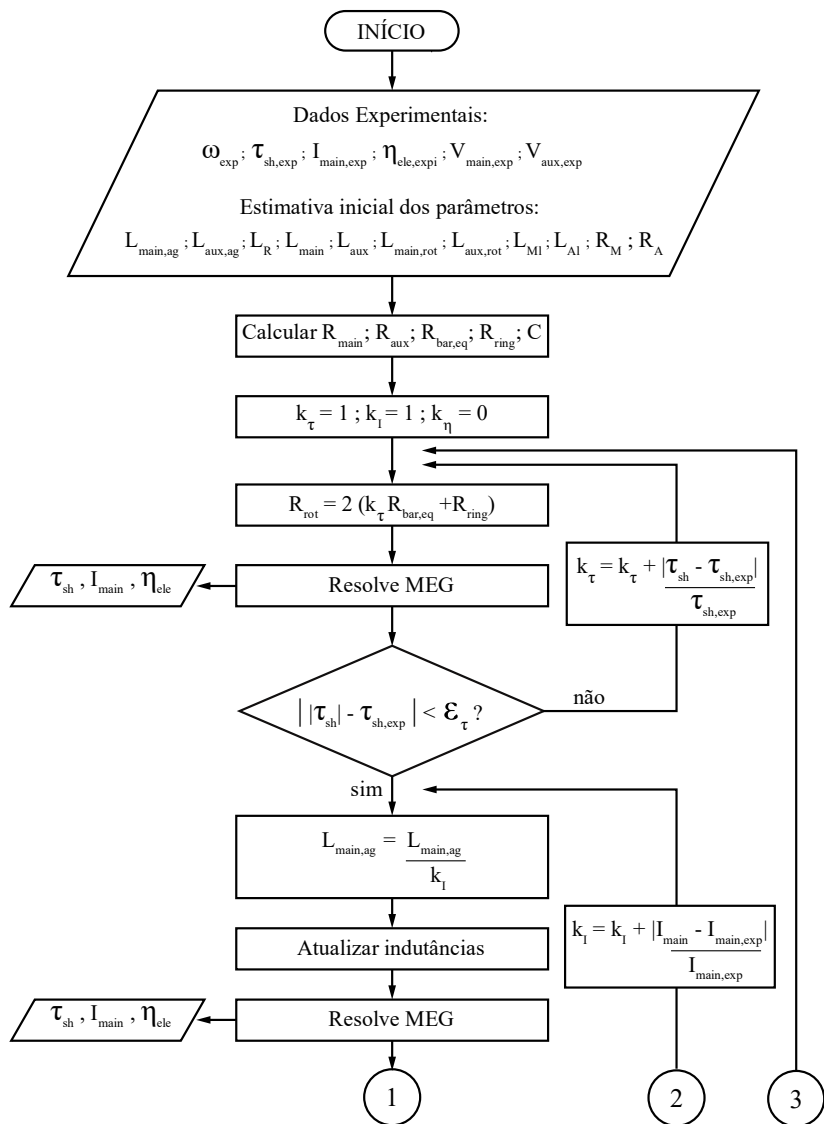 INÍCIO
Dados Experimentais:
ω_exp ; τ_sh,exp ; I_main,exp ; η_ele,expi ; V_main,exp ; V_aux,exp
Estimativa inicial dos parâmetros:
L_main,ag ; L_aux,ag ; L_R ; L_main ; L_aux ; L_main,rot ; L_aux,rot ; L_Ml ; L_Al ; R_M ; R_A
Calcular R_main ; R_aux ; R_bar,eq ; R_ring ; C
k_τ = 1 ; k_I = 1 ; k_η = 0
R_rot = 2 (k_τ R_bar,eq + R_ring)
Resolve MEG
τ_sh , I_main , η_ele
k_τ = k_τ + |τ_sh - τ_sh,exp|
τ_sh,exp
| |τ_sh| - τ_sh,exp | < ε_τ ?
não
sim
L_main,ag = L_main,ag
k_I
Atualizar indutâncias
k_I = k_I + |I_main - I_main,exp|
I_main,exp
Resolve MEG
τ_sh , I_main , η_ele
1
2
3